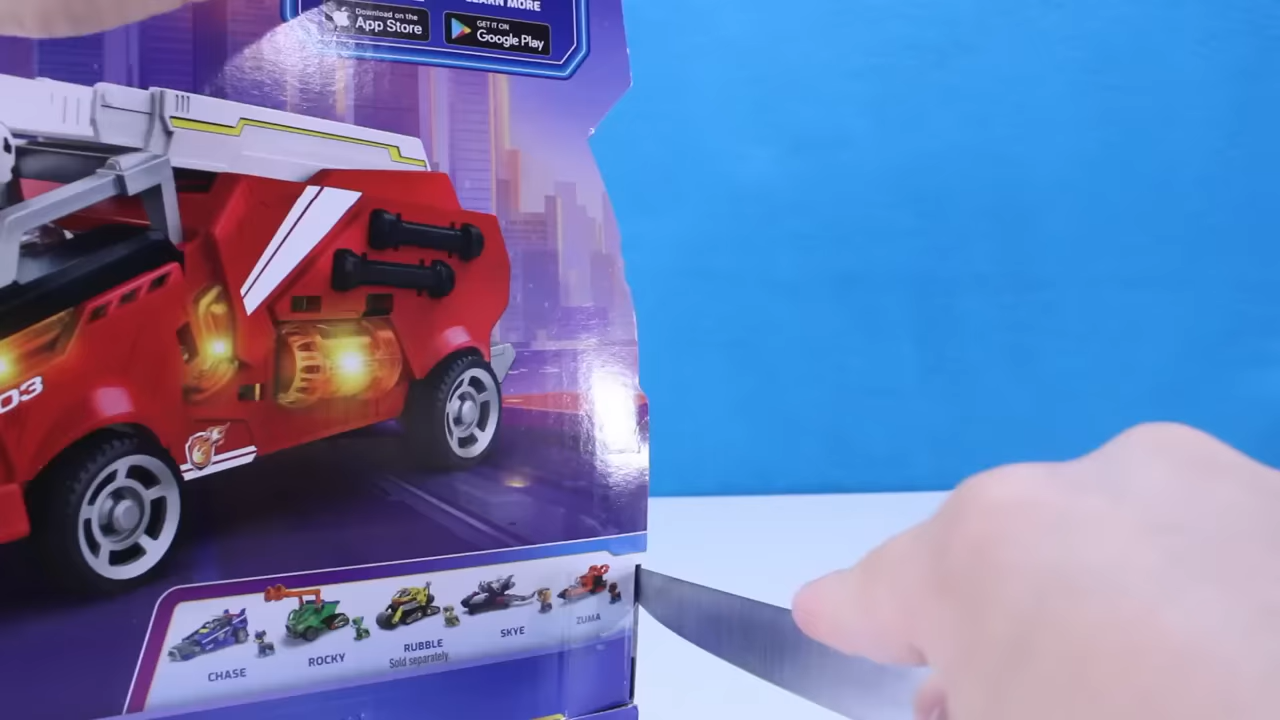 LEARN MORE
Download on the
App Store
GET IT ON
Google Play
03
CHASE
ROCKY
RUBBLE
Sold separately.
SKYE
ZUMA